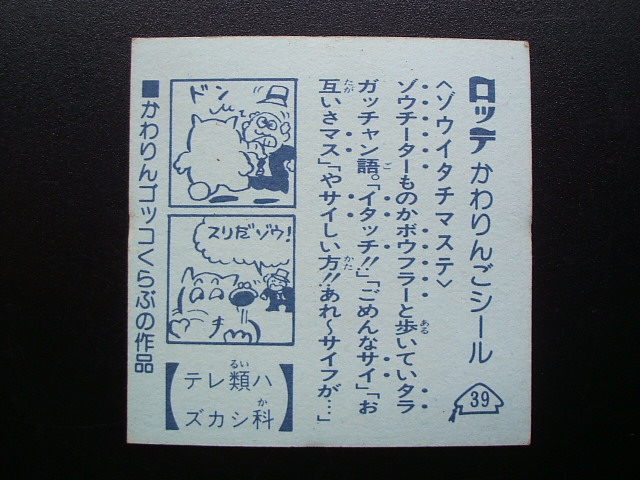 ロッテ かわりんごシール
39
〈ゾウイタチマステ〉
ゾウチーターものかボウフラーと歩いていタラ
ガッチャン語。「イタッチ!!」「ごめんなサイ」「お
互いさマス」「やサイしい方!!あれ〜サイフが…」
ドン
スリだゾウ!
【テレ類ハ
ズカシ科】
■かわりんゴッコくらぶの作品